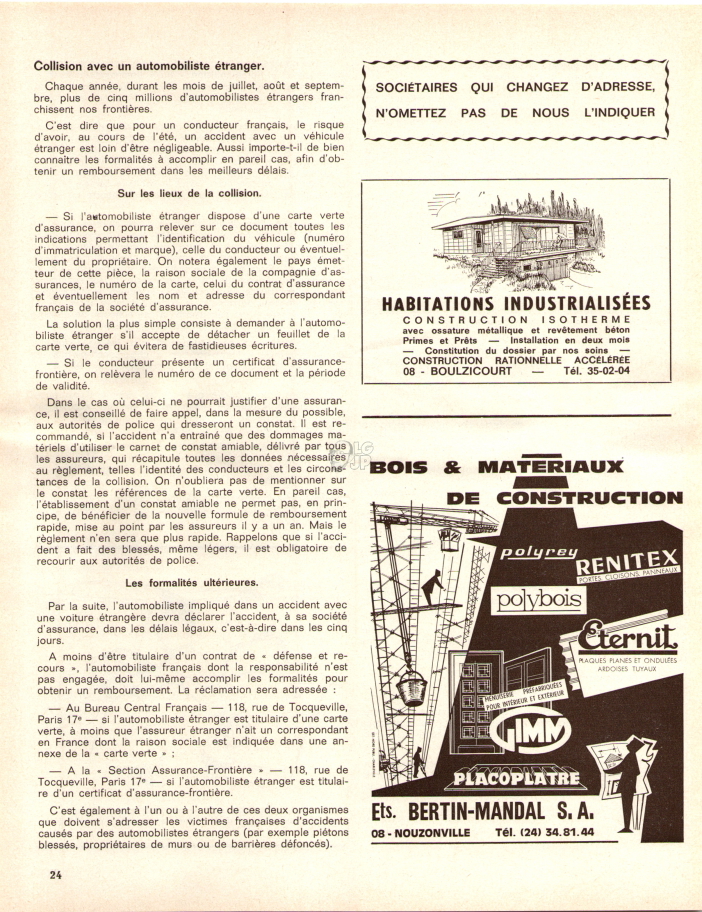 Collision avec un automobiliste étranger.
Chaque année, durant les mois de juillet, août et septem-
bre, plus de cinq millions d'automobilistes étrangers fran-
chissent nos frontières.
C'est dire que pour un conducteur français, le risque
d'avoir, au cours de l'été, un accident avec un véhicule
étranger est loin d'être négligeable. Aussi importe-t-il de bien
connaître les formalités à accomplir en pareil cas, afin d'ob-
tenir un remboursement dans les meilleurs délais.
Sur les lieux de la collision.
— Si l'automobiliste étranger dispose d'une carte verte
d'assurance, on pourra relever sur ce document toutes les
indications permettant l'identification du véhicule (numéro
d'immatriculation et marque), celle du conducteur ou éventuel-
lement du propriétaire. On notera également le pays émet-
teur de cette pièce, la raison sociale de la compagnie d'as-
surances, le numéro de la carte, celui du contrat d'assurance
et éventuellement les nom et adresse du correspondant
français de la société d'assurance.
La solution la plus simple consiste à demander à l'automo-
biliste étranger s'il accepte de détacher un feuillet de la
carte verte, ce qui évitera de fastidieuses écritures.
— Si le conducteur présente un certificat d'assurance-
frontière, on relèvera le numéro de ce document et la période
de validité.
Dans le cas où celui-ci ne pourrait justifier d'une assuran-
ce, il est conseillé de faire appel, dans la mesure du possible,
aux autorités de police qui dresseront un constat. Il est re-
commandé, si l'accident n'a entraîné que des dommages ma-
tériels d'utiliser le carnet de constat amiable, délivré par tous
les assureurs, qui récapitule toutes les données nécessaires
au règlement, telles l'identité des conducteurs et les circons-
tances de la collision. On n'oubliera pas de mentionner sur
le constat les références de la carte verte. En pareil cas,
l'établissement d'un constat amiable ne permet pas, en prin-
cipe, de bénéficier de la nouvelle formule de remboursement
rapide, mise au point par les assureurs il y a un an. Mais le
règlement n'en sera que plus rapide. Rappelons que si l'acci-
dent a fait des blessés, même légers, il est obligatoire de
recourir aux autorités de police.
Les formalités ultérieures.
Par la suite, l'automobiliste impliqué dans un accident avec
une voiture étrangère devra déclarer l'accident, à sa société
d'assurance, dans les délais légaux, c'est-à-dire dans les cinq
jours.
A moins d'être titulaire d'un contrat de « défense et re-
cours », l'automobiliste français dont la responsabilité n'est
pas engagée, doit lui-même accomplir les formalités pour
obtenir un remboursement. La réclamation sera adressée :
— Au Bureau Central Français — 118, rue de Tocqueville,
Paris 17e — si l'automobiliste étranger est titulaire d'une carte
verte, à moins que l'assureur étranger n'ait un correspondant
en France dont la raison sociale est indiquée dans une an-
nexe de la « carte verte » ;
— A la « Section Assurance-Frontière » — 118, rue de
Tocqueville, Paris 17e — si l'automobiliste étranger est titulai-
re d'un certificat d'assurance-frontière.
C'est également à l'un ou à l'autre de ces deux organismes
que doivent s'adresser les victimes françaises d'accidents
causés par des automobilistes étrangers (par exemple piétons
blessés, propriétaires de murs ou de barrières défoncés).
24
SOCIÉTAIRES QUI CHANGEZ D'ADRESSE,
N'OMETTEZ PAS DE NOUS L'INDIQUER
HABITATIONS INDUSTRIALISÉES
CONSTRUCTION ISOTHERME
avec ossature métallique et revêtement béton
Primes et Prêts — Installation en deux mois
— Constitution du dossier par nos soins —
CONSTRUCTION RATIONNELLE ACCÉLÉRÉE
08 - BOULZICOURT — Tél. 35-02-04
BOIS & MATERIAUX
DE CONSTRUCTION
polyrey
RENITEX
PORTES, CLOISONS, PANNEAUX
polybois
Eternit
PLAQUES PLANES ET ONDULÉES
ARDOISES TUYAUX
MENUISERIE PRÉFABRIQUÉES
POUR INTÉRIEUR ET EXTÉRIEUR
GIMM
PLACOPLATRE
Ets. BERTIN-MANDAL S.A.
08 - NOUZONVILLE Tél. (24) 34.81.44
LG
JP